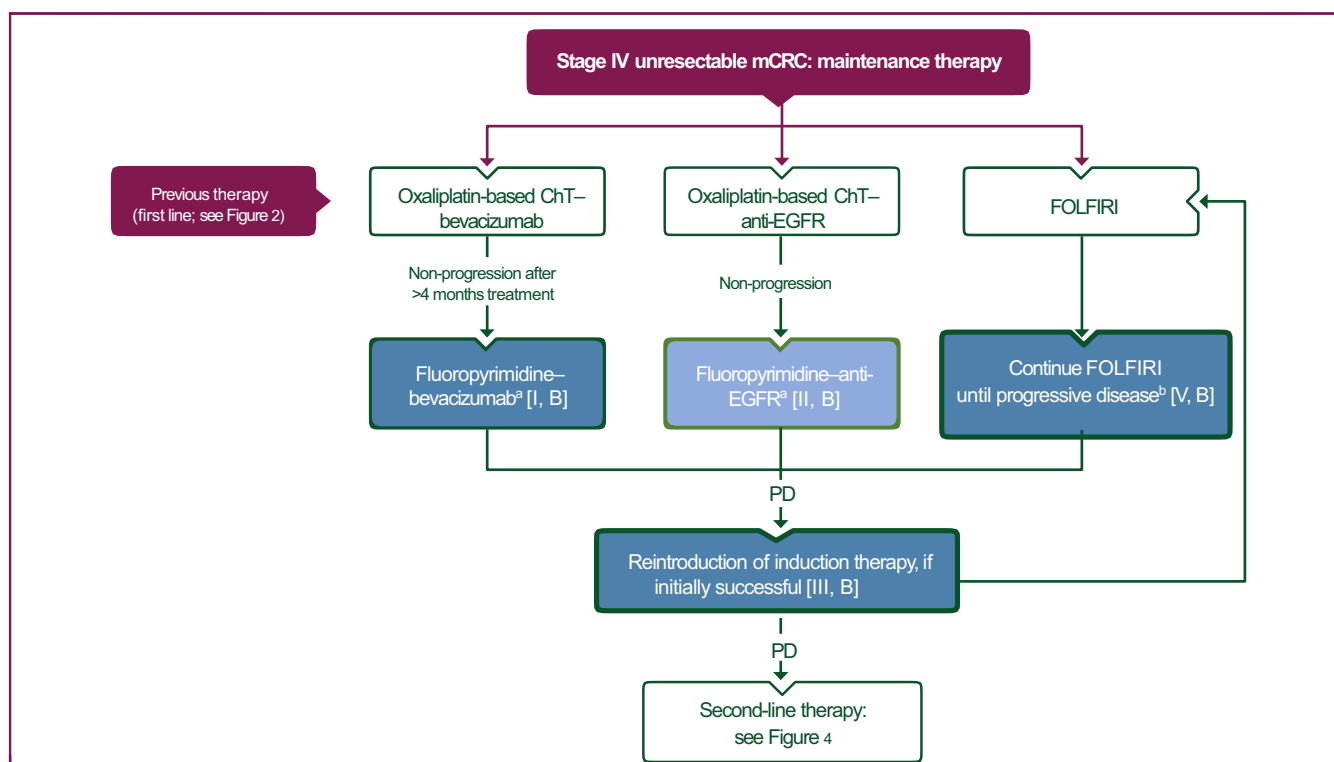 Stage IV unresectable mCRC: maintenance therapy
Previous therapy
(first line; see Figure 2)
Oxaliplatin-based ChT–
bevacizumab
Oxaliplatin-based ChT–
anti-EGFR
FOLFIRI
Non-progression after
>4 months treatment
Non-progression
Fluoropyrimidine–
bevacizumabᵃ [I, B]
Fluoropyrimidine–anti-
EGFRᵃ [II, B]
Continue FOLFIRI
until progressive diseaseᵇ [V, B]
PD
Reintroduction of induction therapy, if
initially successful [III, B]
PD
Second-line therapy:
see Figure 4